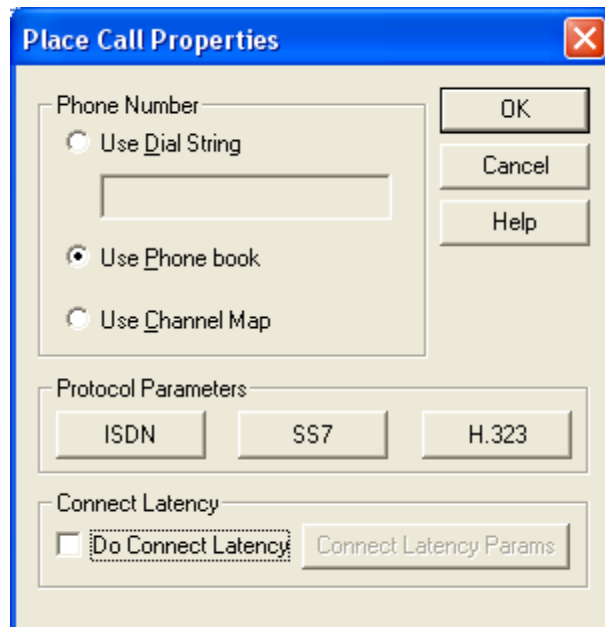 Place Call Properties
Phone Number
Use Dial String
Use Phone book
Use Channel Map
OK
Cancel
Help
Protocol Parameters
ISDN SS7 H.323
Connect Latency
Do Connect Latency Connect Latency Params